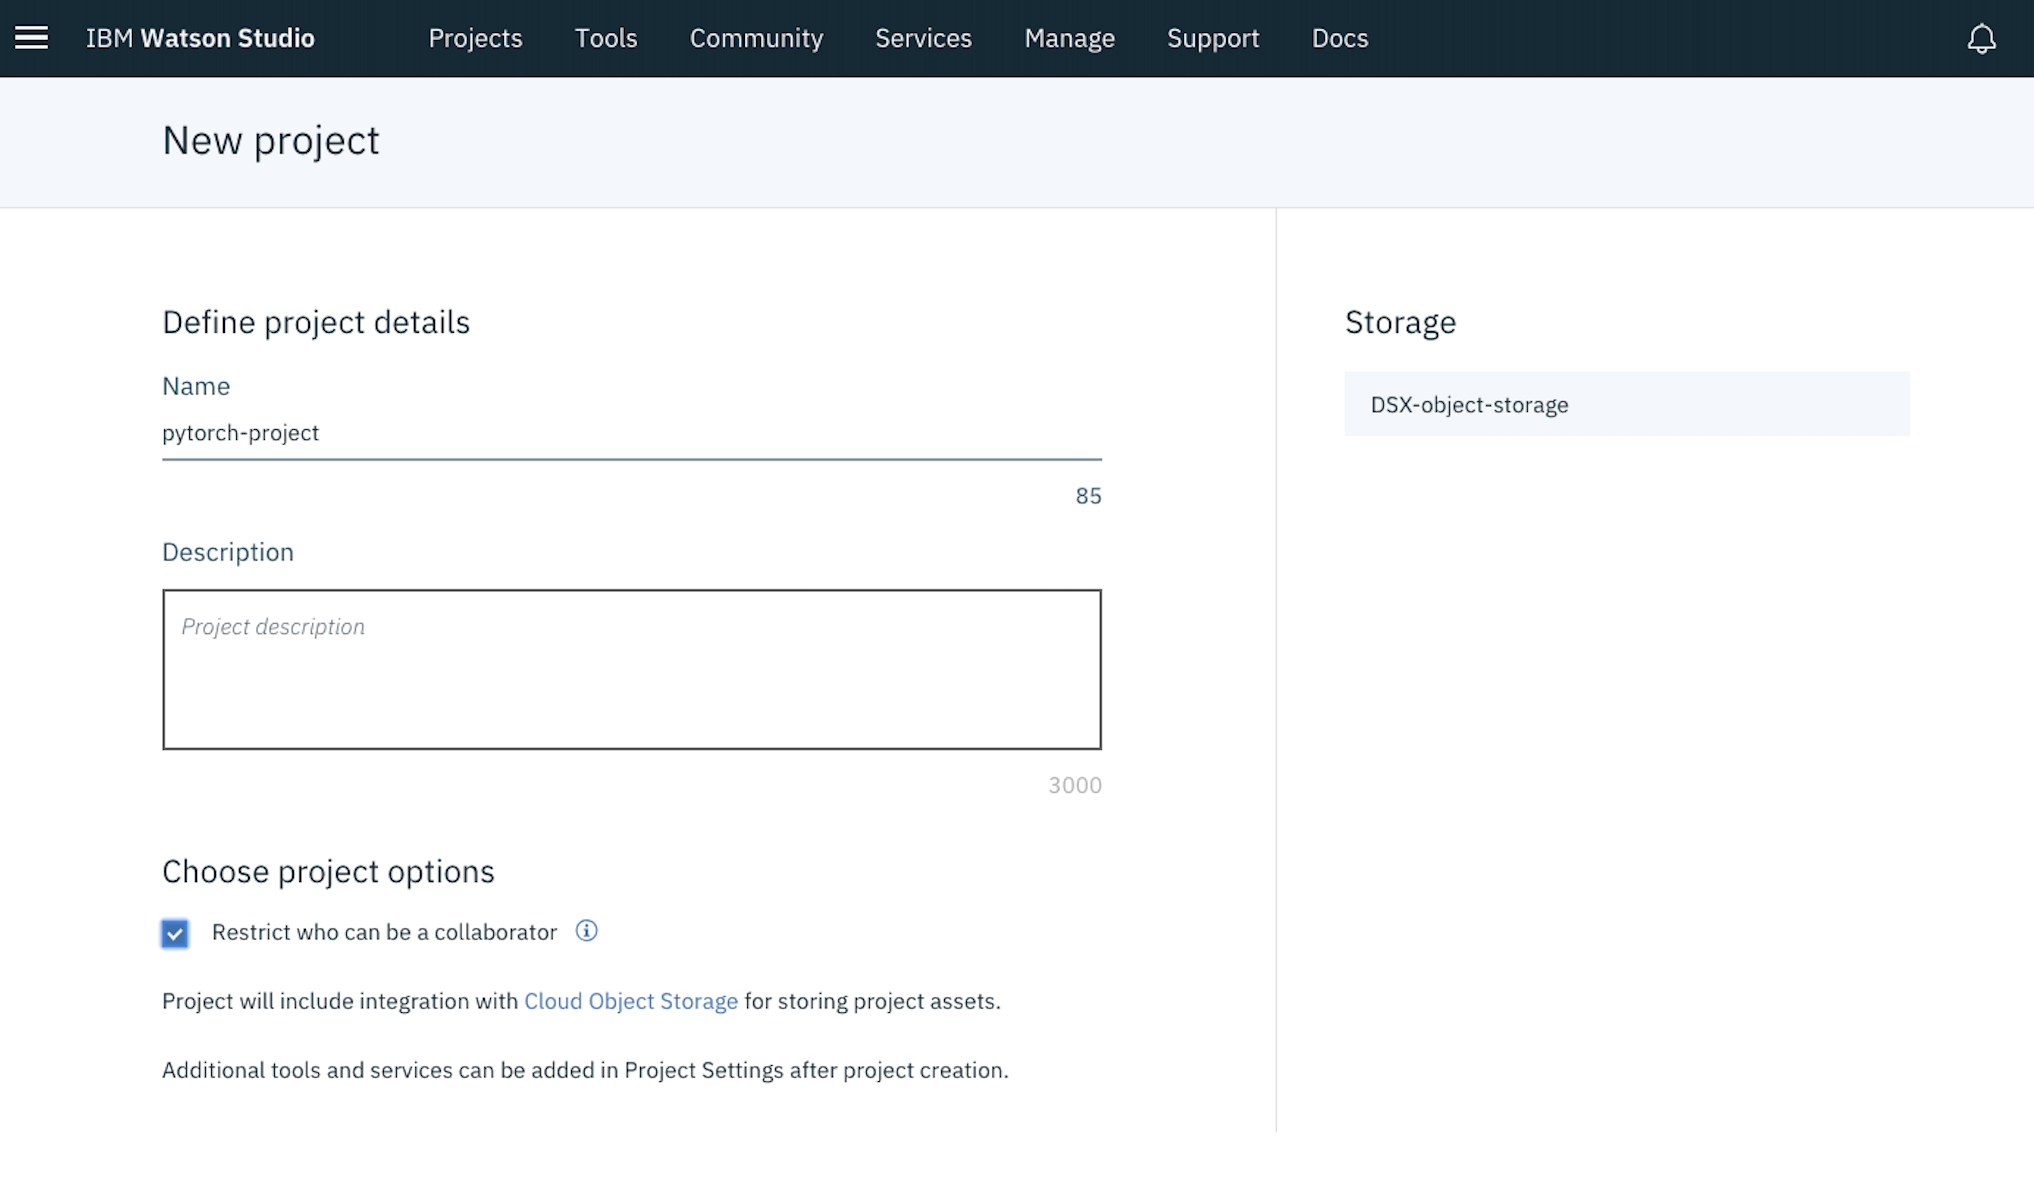 IBM Watson Studio Projects Tools Community Services Manage Support Docs
New project
Define project details
Name
pytorch-project
85
Description
Project description
3000
Choose project options
Restrict who can be a collaborator
Project will include integration with Cloud Object Storage for storing project assets.
Additional tools and services can be added in Project Settings after project creation.
Storage
DSX-object-storage